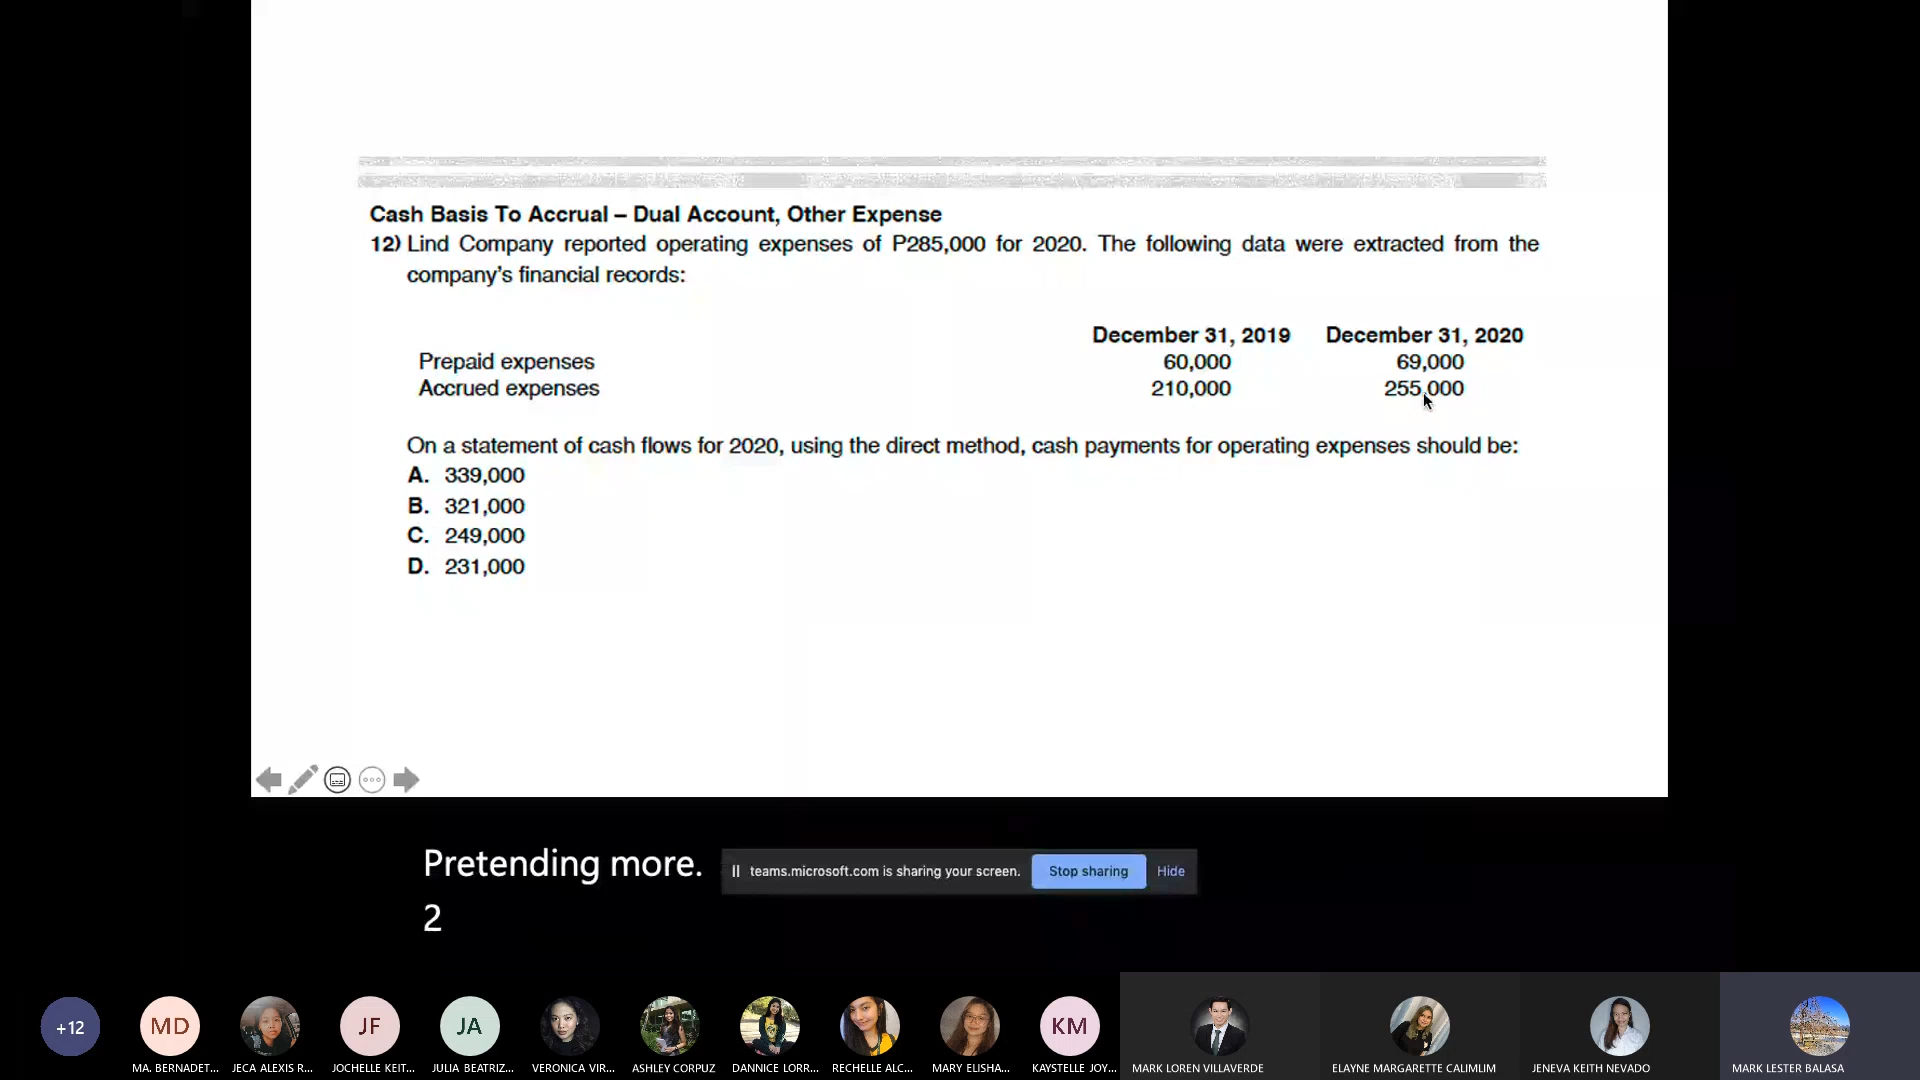 Cash Basis To Accrual – Dual Account, Other Expense
12) Lind Company reported operating expenses of P285,000 for 2020. The following data were extracted from the
company's financial records:
December 31, 2019 December 31, 2020
Prepaid expenses 60,000 69,000
Accrued expenses 210,000 255,000
On a statement of cash flows for 2020, using the direct method, cash payments for operating expenses should be:
A. 339,000
B. 321,000
C. 249,000
D. 231,000
Pretending more.
2
teams.microsoft.com is sharing your screen. Stop sharing Hide
+12 MD JF JA KM
MA. BERNADET... JECA ALEXIS R... JOCHELLE KEIT... JULIA BEATRIZ... VERONICA VIR... ASHLEY CORPUZ DANNICE LORR... RECHELLE ALC... MARY ELISHA... KAYSTELLE JOY... MARK LOREN VILLAVERDE ELAYNE MARGARETTE CALIMLIM JENEVA KEITH NEVADO MARK LESTER BALASA